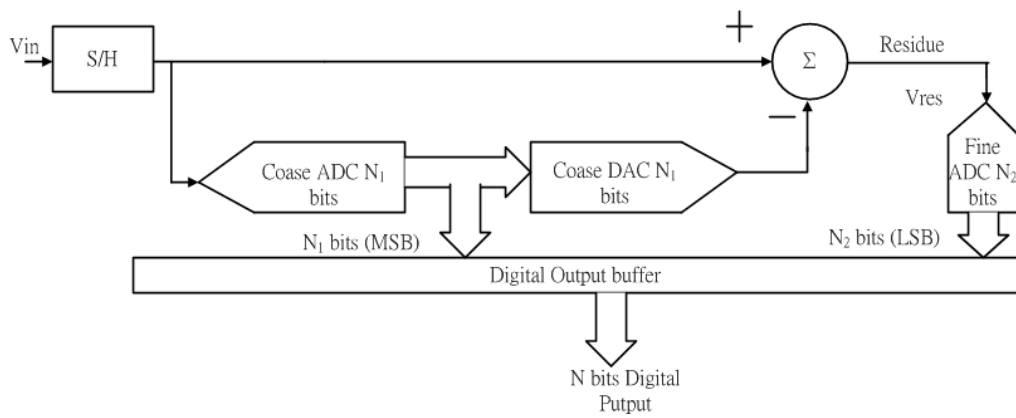 Vin
S/H
+
Σ
Residue
−
Vres
Coase ADC N₁
bits
Coase DAC N₁
bits
Fine
ADC N₂
bits
N₁ bits (MSB)
N₂ bits (LSB)
Digital Output buffer
N bits Digital
Putput